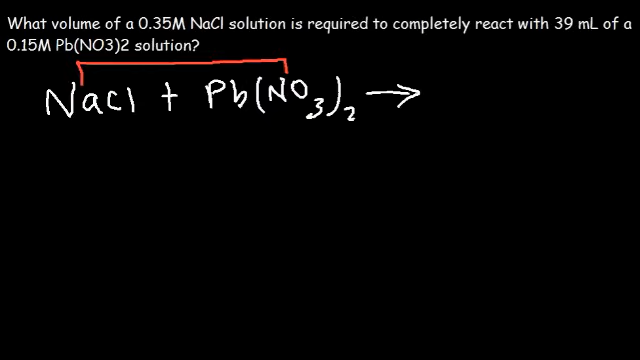 What volume of a 0.35M NaCl solution is required to completely react with 39 mL of a
0.15M Pb(NO3)2 solution?
NaCl + Pb(NO₃)₂ →